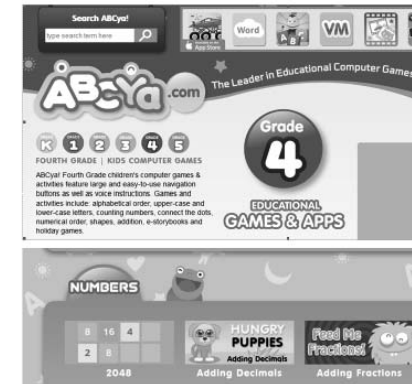 Search ABCya!
type search term here
App Store
Word
ABF
VM
ABCYa.com
The Leader in Educational Computer Games
K 1 2 3 4 5
FOURTH GRADE | KIDS COMPUTER GAMES
ABCya! Fourth Grade children's computer games &
activities feature large and easy-to-use navigation
buttons as well as voice instructions. Games and
activities include: alphabetical order, upper-case and
lower-case letters, counting numbers, connect the dots,
numerical order, shapes, addition, e-storybooks and
holiday games.
Grade
4
EDUCATIONAL
GAMES & APPS
NUMBERS
8 16 4
2 8
2048
HUNGRY
PUPPIES
Adding Decimals
Adding Decimals
Feed Me
Fractions!
Adding Fractions